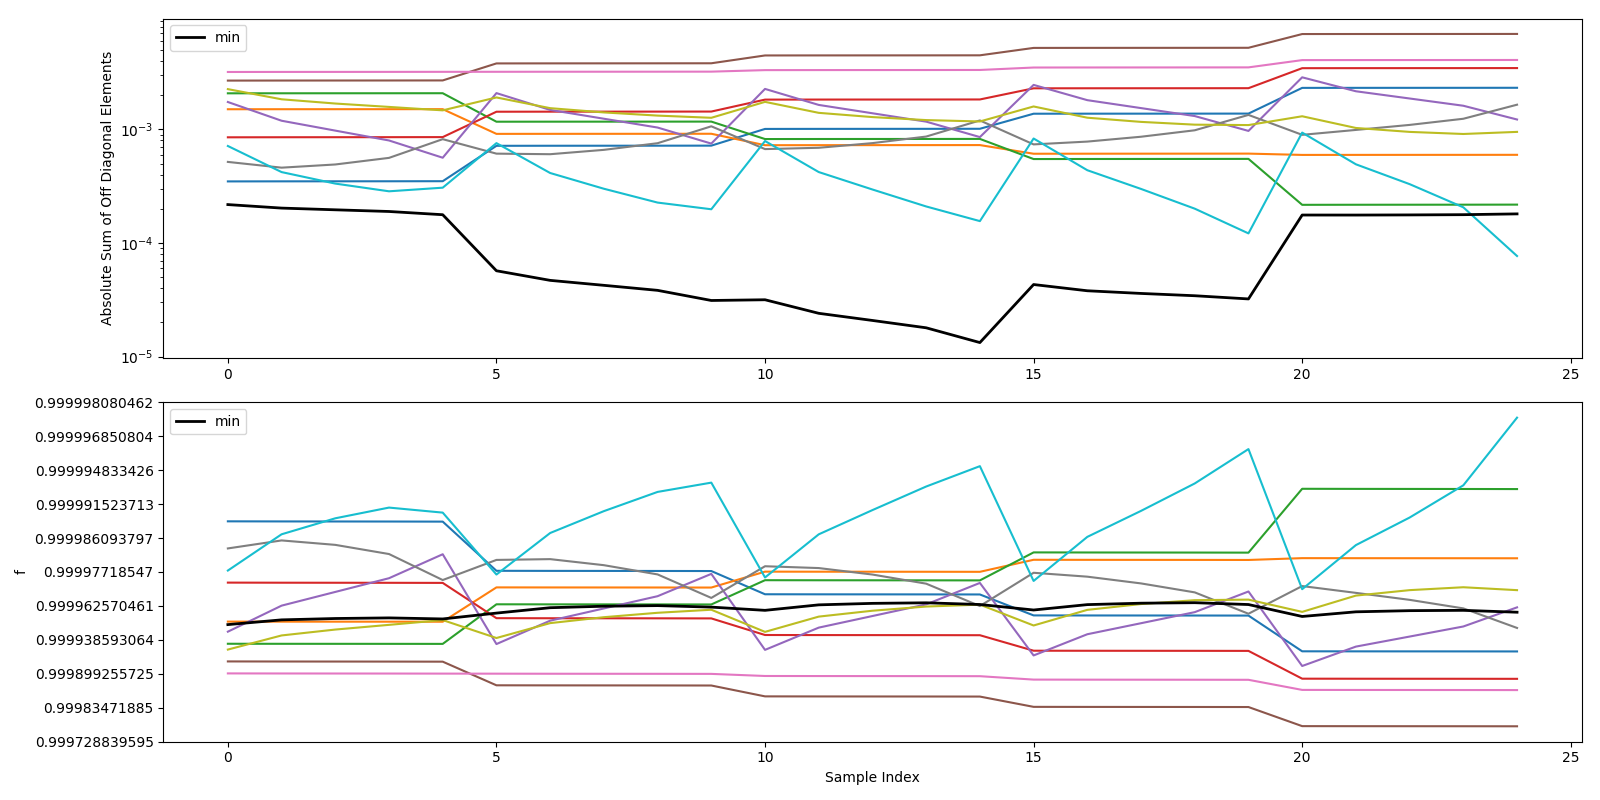 Absolute Sum of Off Diagonal Elements
10⁻³
10⁻⁴
10⁻⁵
min
0 5 10 15 20 25
f
0.999998080462
0.999996850804
0.999994833426
0.999991523713
0.999986093797
0.99997718547
0.999962570461
0.999938593064
0.999899255725
0.99983471885
0.999728839595
min
0 5 10 15 20 25
Sample Index